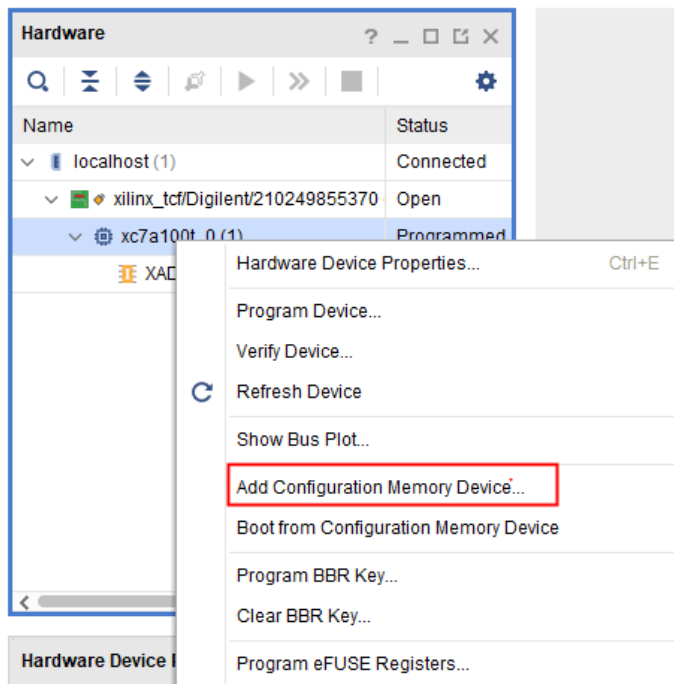 Hardware
Name Status
localhost (1) Connected
xilinx_tcf/Digilent/210249855370 Open
xc7a100t_0 (1) Programmed
XAD
Hardware Device Properties... Ctrl+E
Program Device...
Verify Device...
Refresh Device
Show Bus Plot...
Add Configuration Memory Device...
Boot from Configuration Memory Device
Program BBR Key...
Clear BBR Key...
Hardware Device
Program eFUSE Registers...